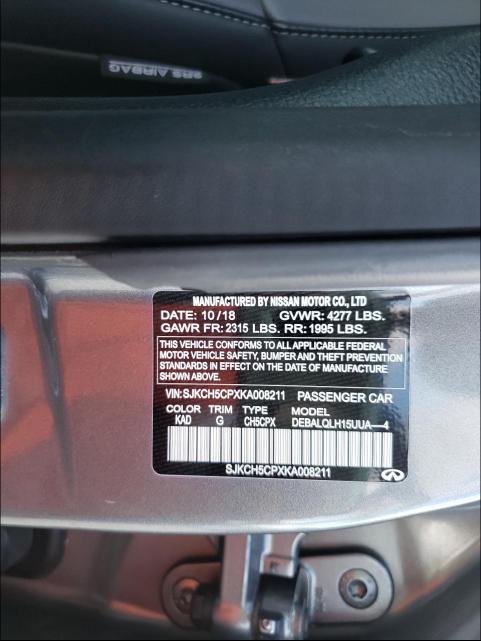 SRS AIRBAG
MANUFACTURED BY NISSAN MOTOR CO., LTD
DATE: 10/18 GVWR: 4277 LBS.
GAWR FR: 2315 LBS. RR: 1995 LBS.
THIS VEHICLE CONFORMS TO ALL APPLICABLE FEDERAL
MOTOR VEHICLE SAFETY, BUMPER AND THEFT PREVENTION
STANDARDS IN EFFECT ON THE DATE OF MANUFACTURE
SHOWN ABOVE.
VIN:SJKCH5CPXKA008211 PASSENGER CAR
COLOR TRIM TYPE MODEL
KAD G CH5CPX DEBALQLH15UUA—4
SJKCH5CPXKA008211